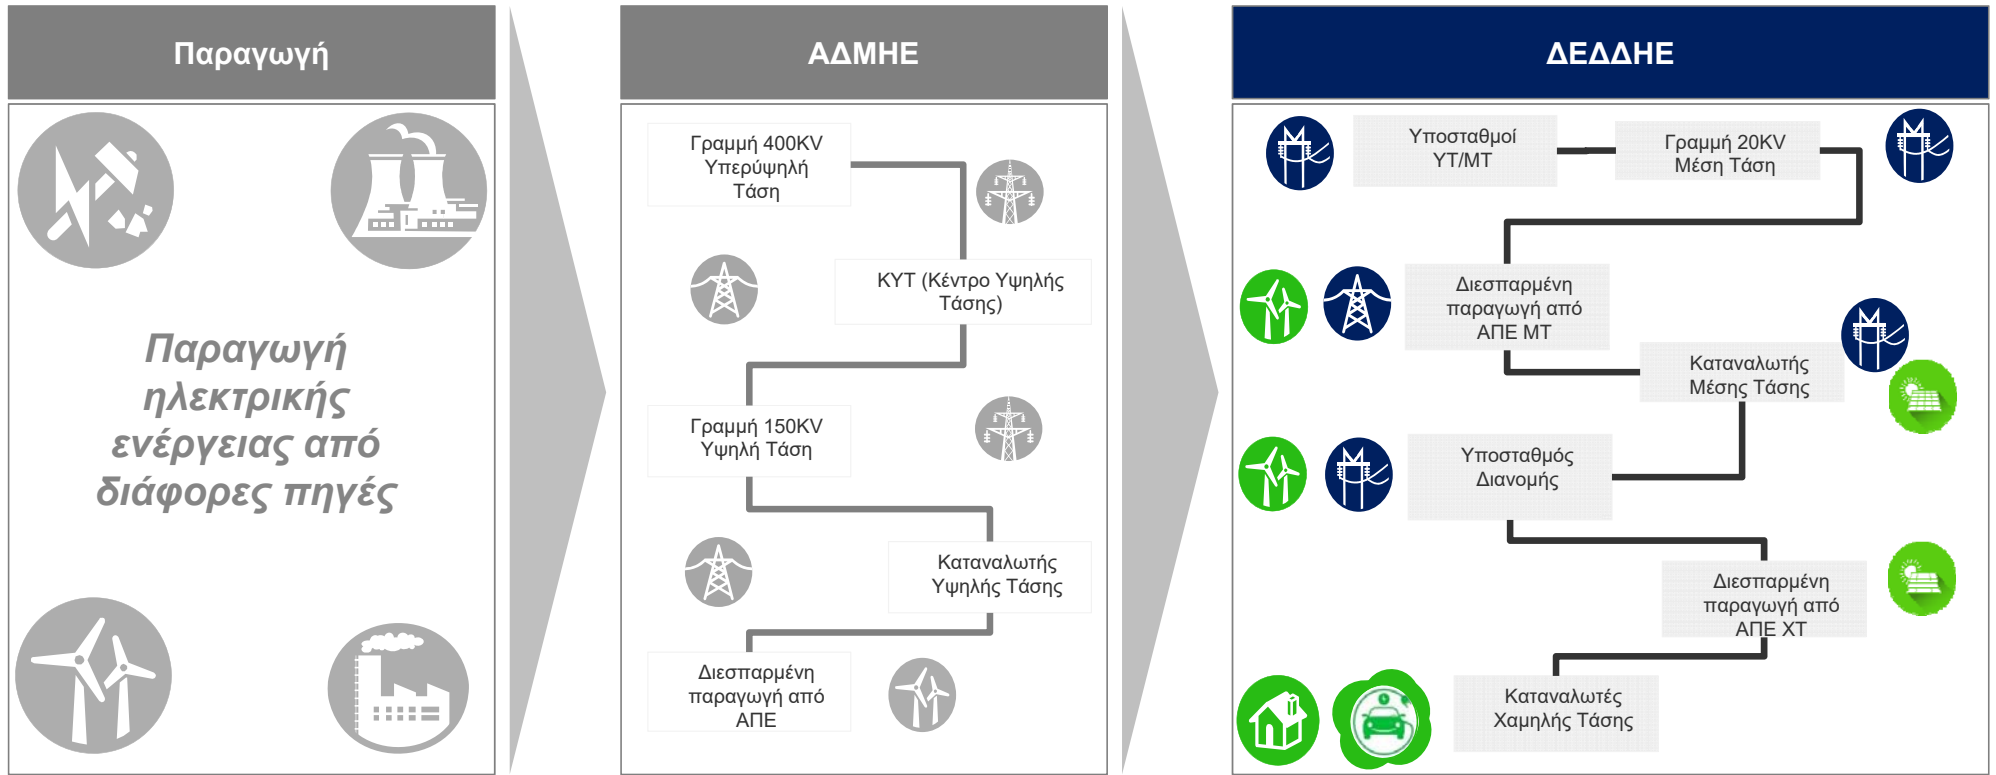 Παραγωγή
Παραγωγή
ηλεκτρικής
ενέργειας από
διάφορες πηγές
ΑΔΜΗΕ
Γραμμή 400KV
Υπερύψηλή
Τάση
ΚΥΤ (Κέντρο Υψηλής
Τάσης)
Γραμμή 150KV
Υψηλή Τάση
Καταναλωτής
Υψηλής Τάσης
Διεσπαρμένη
παραγωγή από
ΑΠΕ
ΔΕΔΔΗΕ
Υποσταθμοί
ΥΤ/ΜΤ
Γραμμή 20KV
Μέση Τάση
Διεσπαρμένη
παραγωγή από
ΑΠΕ ΜΤ
Καταναλωτής
Μέσης Τάσης
Υποσταθμός
Διανομής
Διεσπαρμένη
παραγωγή από
ΑΠΕ ΧΤ
Καταναλωτές
Χαμηλής Τάσης